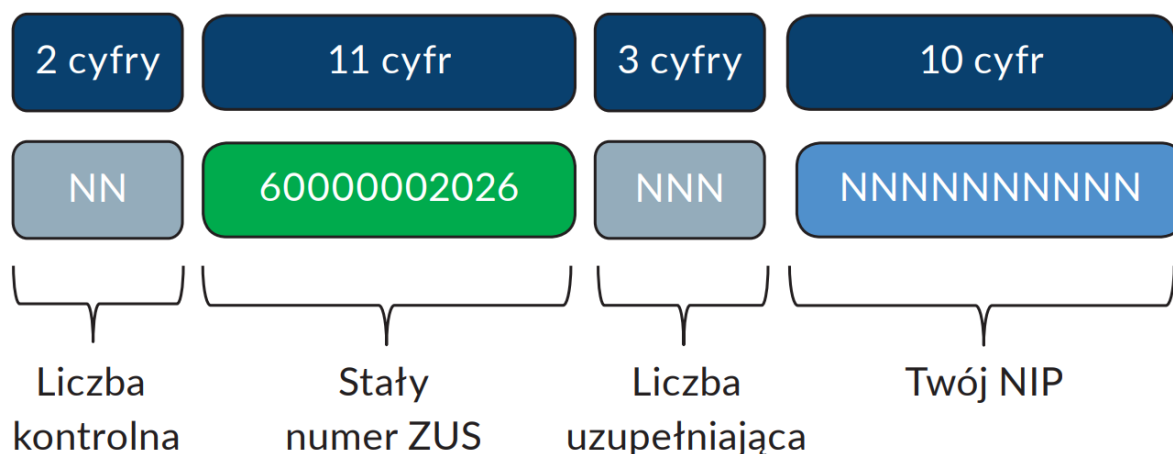 2 cyfry 11 cyfr 3 cyfry 10 cyfr
NN 60000002026 NNN NNNNNNNNNN
Liczba kontrolna
Stały numer ZUS
Liczba uzupełniająca
Twój NIP